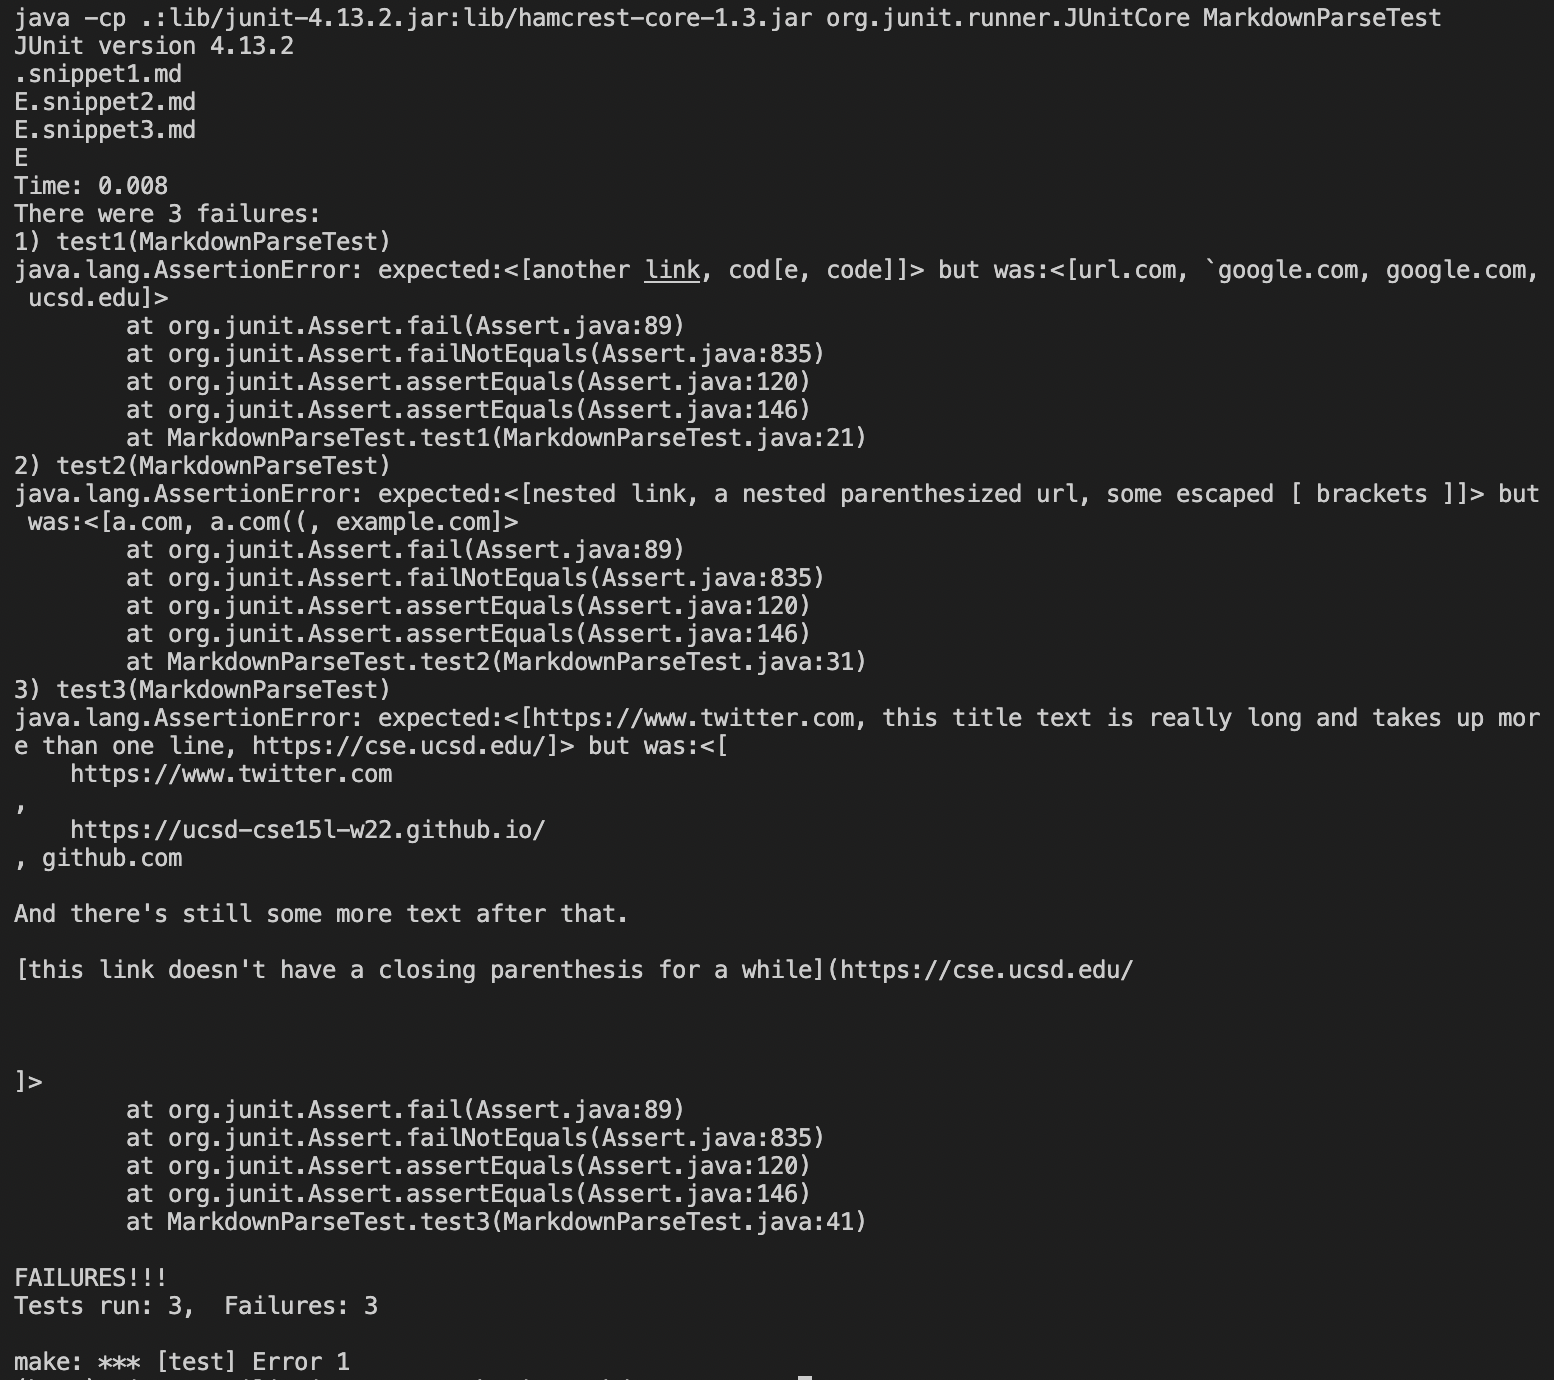 java -cp .:lib/junit-4.13.2.jar:lib/hamcrest-core-1.3.jar org.junit.runner.JUnitCore MarkdownParseTest
JUnit version 4.13.2
.snippet1.md
E.snippet2.md
E.snippet3.md
E
Time: 0.008
There were 3 failures:
1) test1(MarkdownParseTest)
java.lang.AssertionError: expected:<[another link, cod[e, code]]> but was:<[url.com, `google.com, google.com,
 ucsd.edu]>
        at org.junit.Assert.fail(Assert.java:89)
        at org.junit.Assert.failNotEquals(Assert.java:835)
        at org.junit.Assert.assertEquals(Assert.java:120)
        at org.junit.Assert.assertEquals(Assert.java:146)
        at MarkdownParseTest.test1(MarkdownParseTest.java:21)
2) test2(MarkdownParseTest)
java.lang.AssertionError: expected:<[nested link, a nested parenthesized url, some escaped [ brackets ]]> but
 was:<[a.com, a.com((, example.com]>
        at org.junit.Assert.fail(Assert.java:89)
        at org.junit.Assert.failNotEquals(Assert.java:835)
        at org.junit.Assert.assertEquals(Assert.java:120)
        at org.junit.Assert.assertEquals(Assert.java:146)
        at MarkdownParseTest.test2(MarkdownParseTest.java:31)
3) test3(MarkdownParseTest)
java.lang.AssertionError: expected:<[https://www.twitter.com, this title text is really long and takes up mor
e than one line, https://cse.ucsd.edu/]> but was:<[
    https://www.twitter.com
,
    https://ucsd-cse15l-w22.github.io/
, github.com

And there's still some more text after that.

[this link doesn't have a closing parenthesis for a while](https://cse.ucsd.edu/



]>
        at org.junit.Assert.fail(Assert.java:89)
        at org.junit.Assert.failNotEquals(Assert.java:835)
        at org.junit.Assert.assertEquals(Assert.java:120)
        at org.junit.Assert.assertEquals(Assert.java:146)
        at MarkdownParseTest.test3(MarkdownParseTest.java:41)

FAILURES!!!
Tests run: 3,  Failures: 3

make: *** [test] Error 1